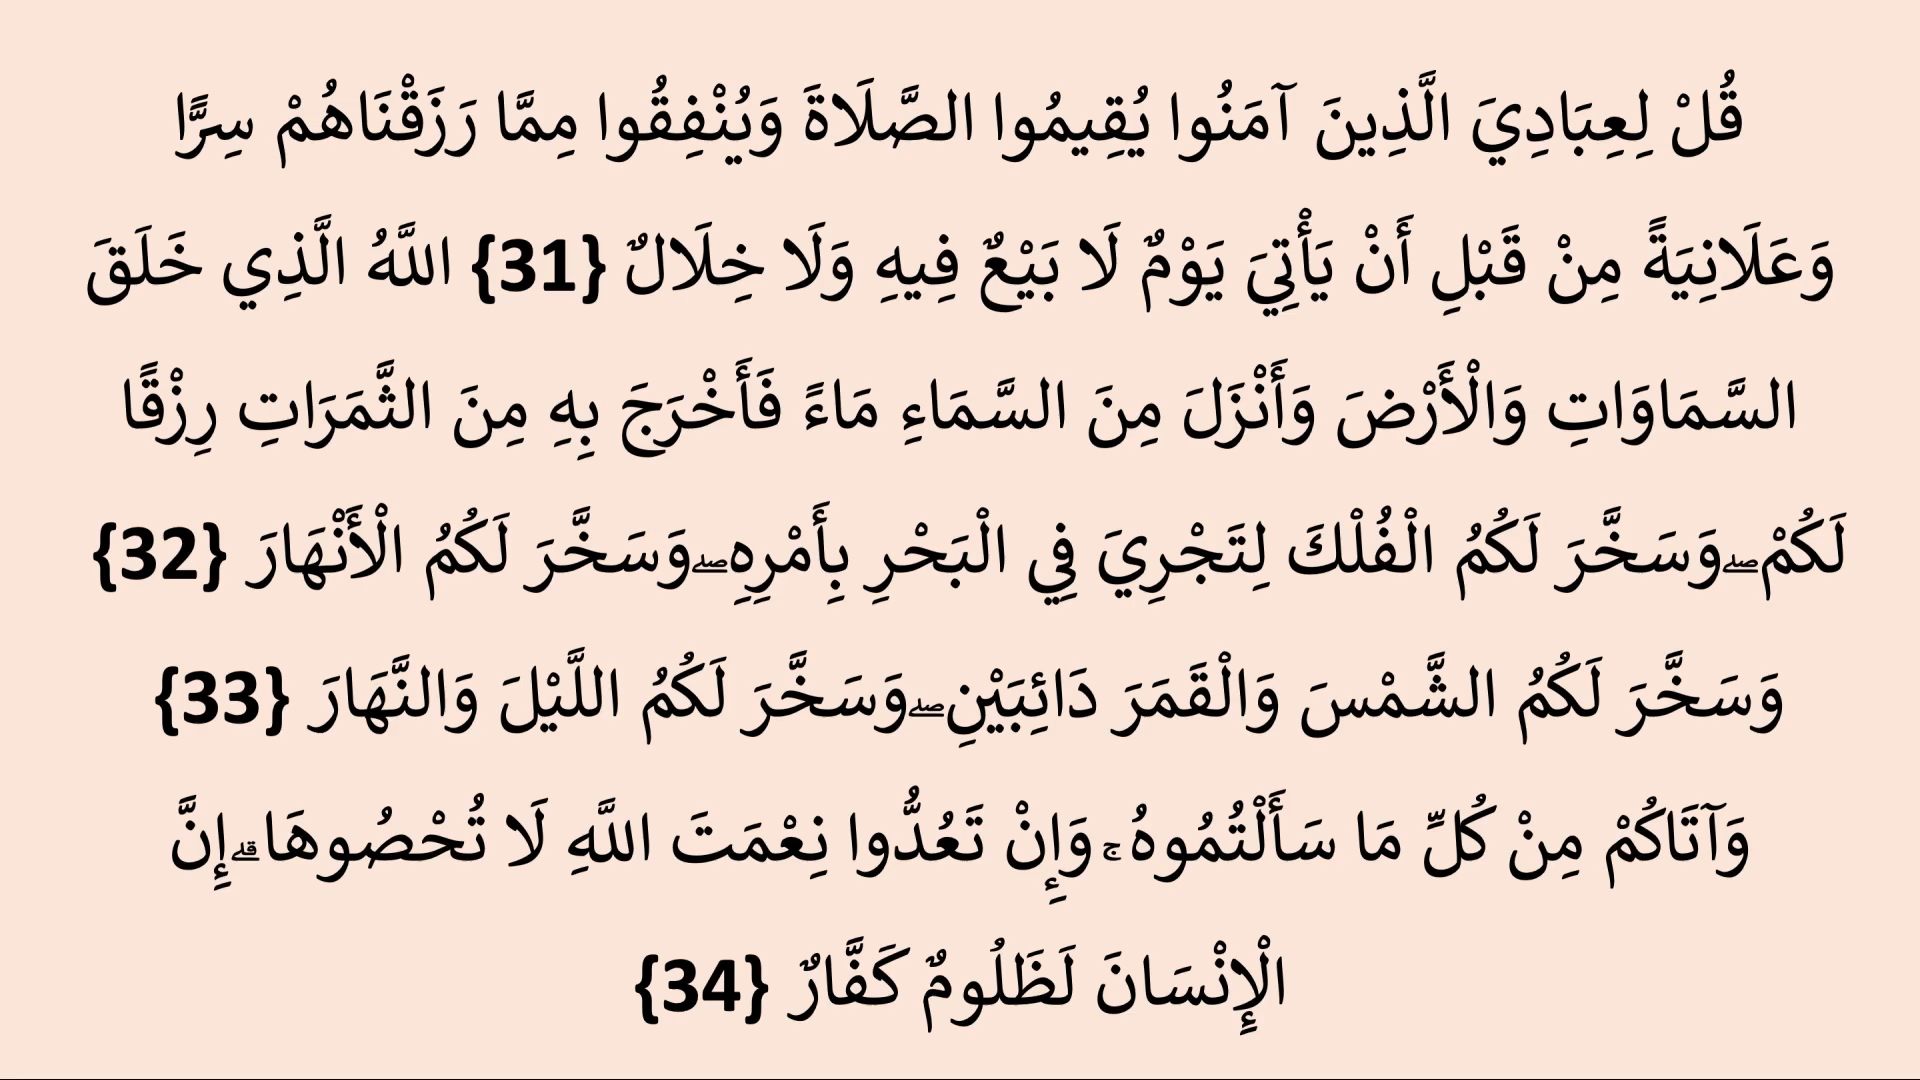 قُلْ لِعِبَادِيَ الَّذِينَ آمَنُوا يُقِيمُوا الصَّلَاةَ وَيُنْفِقُوا مِمَّا رَزَقْنَاهُمْ سِرًّا
وَعَلَانِيَةً مِنْ قَبْلِ أَنْ يَأْتِيَ يَوْمٌ لَا بَيْعٌ فِيهِ وَلَا خِلَالٌ {31} اللَّهُ الَّذِي خَلَقَ
السَّمَاوَاتِ وَالْأَرْضَ وَأَنْزَلَ مِنَ السَّمَاءِ مَاءً فَأَخْرَجَ بِهِ مِنَ الثَّمَرَاتِ رِزْقًا
لَكُمْ ۖ وَسَخَّرَ لَكُمُ الْفُلْكَ لِتَجْرِيَ فِي الْبَحْرِ بِأَمْرِهِ ۖ وَسَخَّرَ لَكُمُ الْأَنْهَارَ {32}
وَسَخَّرَ لَكُمُ الشَّمْسَ وَالْقَمَرَ دَائِبَيْنِ ۖ وَسَخَّرَ لَكُمُ اللَّيْلَ وَالنَّهَارَ {33}
وَآتَاكُمْ مِنْ كُلِّ مَا سَأَلْتُمُوهُ ۚ وَإِنْ تَعُدُّوا نِعْمَتَ اللَّهِ لَا تُحْصُوهَا ۗ إِنَّ
الْإِنْسَانَ لَظَلُومٌ كَفَّارٌ {34}